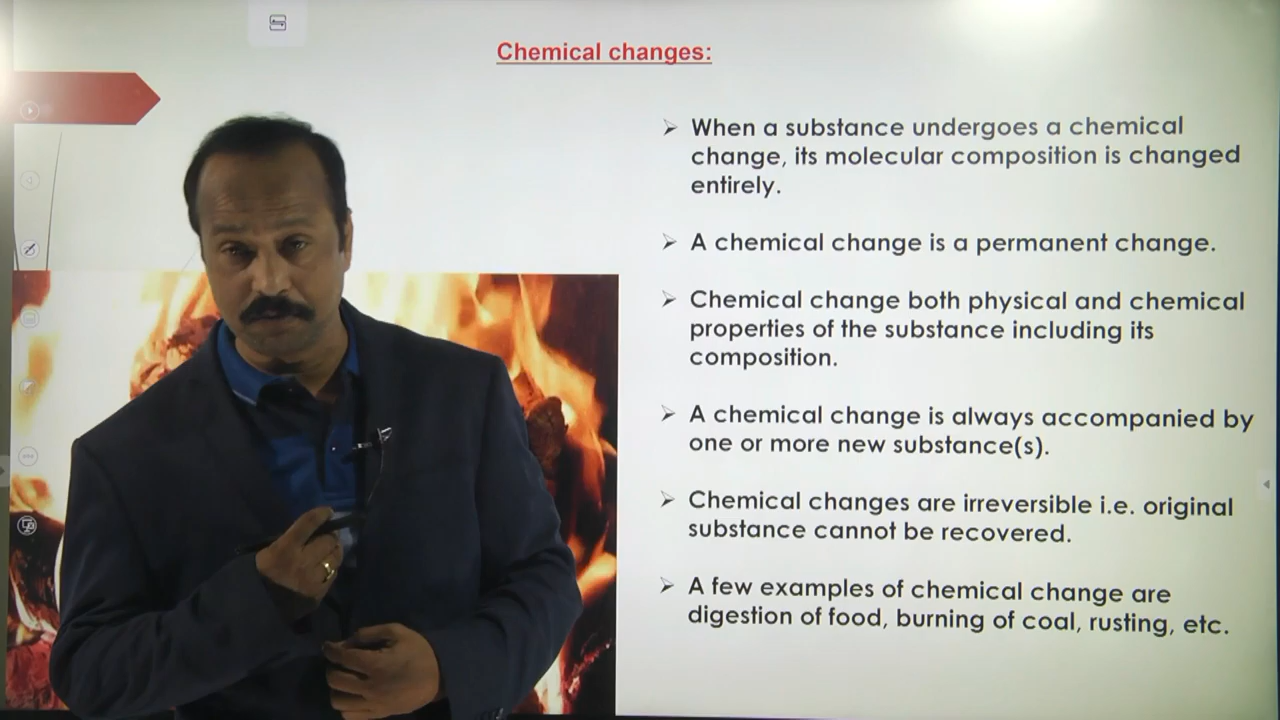 Chemical changes:
When a substance undergoes a chemical
change, its molecular composition is changed
entirely.
A chemical change is a permanent change.
Chemical change both physical and chemical
properties of the substance including its
composition.
A chemical change is always accompanied by
one or more new substance(s).
Chemical changes are irreversible i.e. original
substance cannot be recovered.
A few examples of chemical change are
digestion of food, burning of coal, rusting, etc.